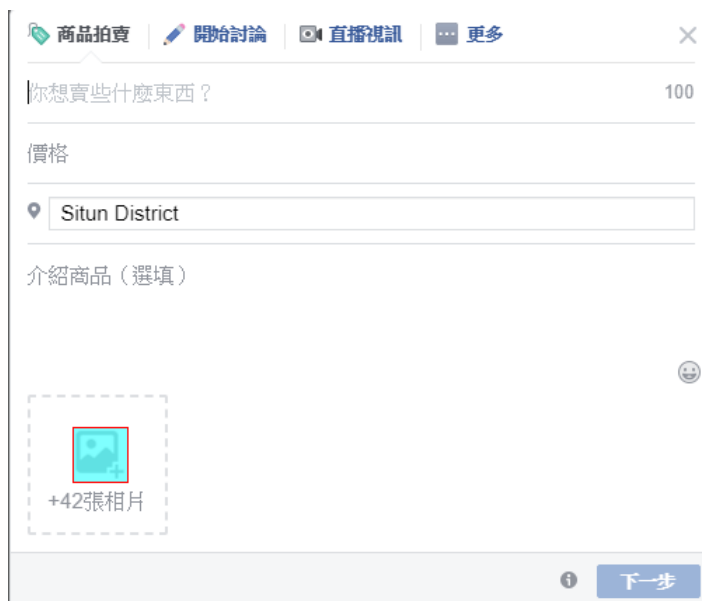 商品拍賣 開始討論 直播視訊 更多
你想賣些什麼東西？ 100
價格
Situn District
介紹商品（選填）
+42張相片
下一步